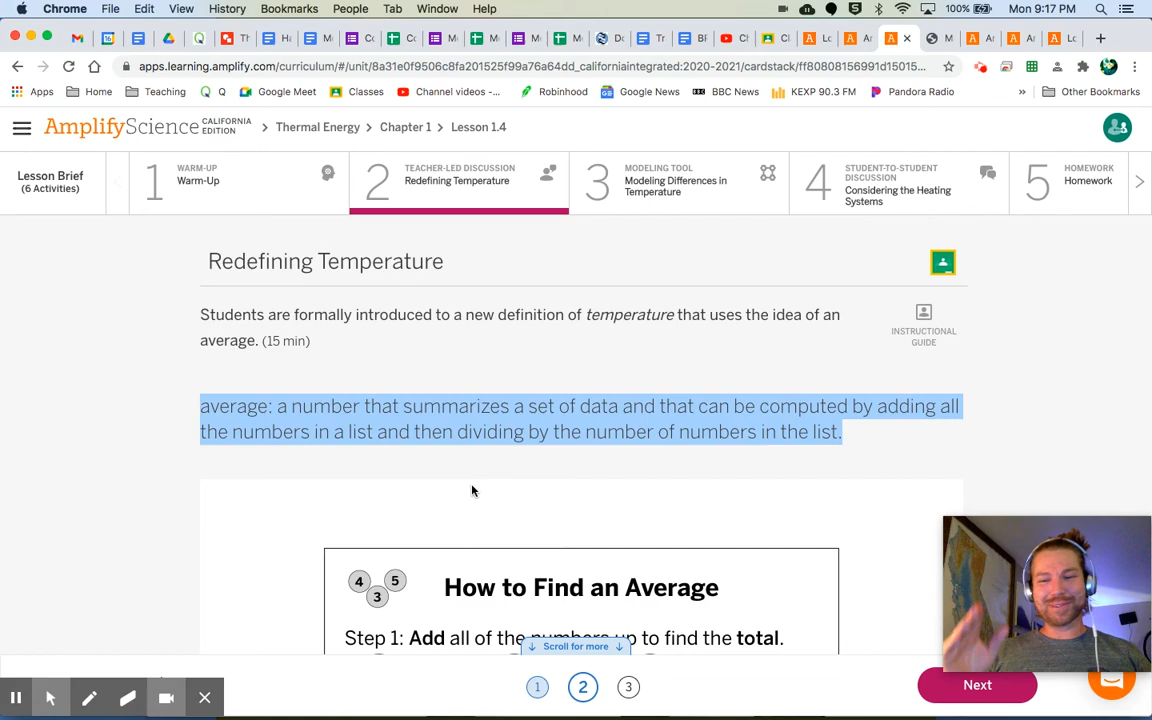 Chrome File Edit View History Bookmarks People Tab Window Help 100% Mon 9:17 PM
apps.learning.amplify.com/curriculum/#/unit/8a31e0f9506c8fa201525f99a76a64dd_californiaintegrated:2020-2021/cardstack/ff80808156991d15015...
Apps Home Teaching Q Google Meet Classes Channel videos -... Robinhood Google News BBC News KEXP 90.3 FM Pandora Radio » Other Bookmarks
AmplifyScience CALIFORNIA EDITION > Thermal Energy > Chapter 1 > Lesson 1.4
Lesson Brief
(6 Activities)
1 WARM-UP
Warm-Up
2 TEACHER-LED DISCUSSION
Redefining Temperature
3 MODELING TOOL
Modeling Differences in
Temperature
4 STUDENT-TO-STUDENT
DISCUSSION
Considering the Heating
Systems
5 HOMEWORK
Homework
Redefining Temperature
Students are formally introduced to a new definition of temperature that uses the idea of an
average. (15 min)
INSTRUCTIONAL
GUIDE
average: a number that summarizes a set of data and that can be computed by adding all
the numbers in a list and then dividing by the number of numbers in the list.
4 5
3
How to Find an Average
Step 1: Add all of the numbers up to find the total.
Scroll for more
1 2 3
Next